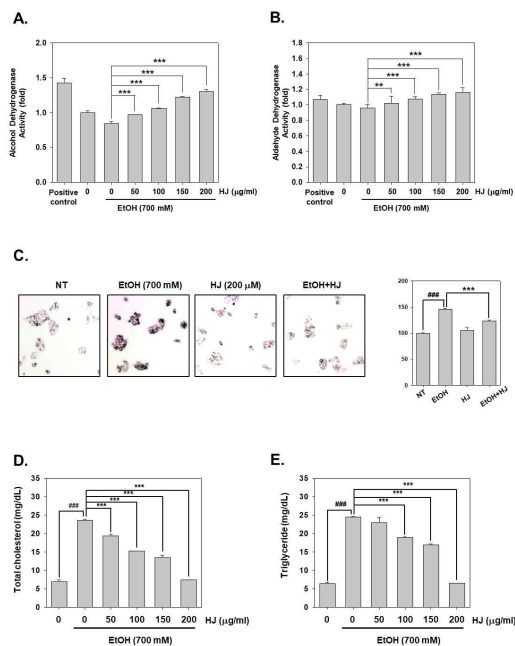 A.
Alcohol Dehydrogenase
Activity (fold)
2.0
1.5
1.0
0.5
0.0
***
***
***
***
Positive
control
0
0
50
100
150
200
HJ (μg/ml)
EtOH (700 mM)
B.
Aldehyde Dehydrogenase
Activity (fold)
1.8
1.6
1.4
1.2
1.0
0.8
0.6
0.4
0.2
0.0
***
***
***
**
Positive
control
0
0
50
100
150
200
HJ (μg/ml)
EtOH (700 mM)
C.
NT
EtOH (700 mM)
HJ (200 μM)
EtOH+HJ
200
150
100
50
0
###
***
NT
EtOH
HJ
EtOH+HJ
D.
Total cholesterol (mg/dL)
35
30
25
20
15
10
5
0
###
***
***
***
***
0
0
50
100
150
200
HJ (μg/ml)
EtOH (700 mM)
E.
Triglyceride (mg/dL)
35
30
25
20
15
10
5
0
###
***
***
***
0
0
50
100
150
200
HJ (μg/ml)
EtOH (700 mM)